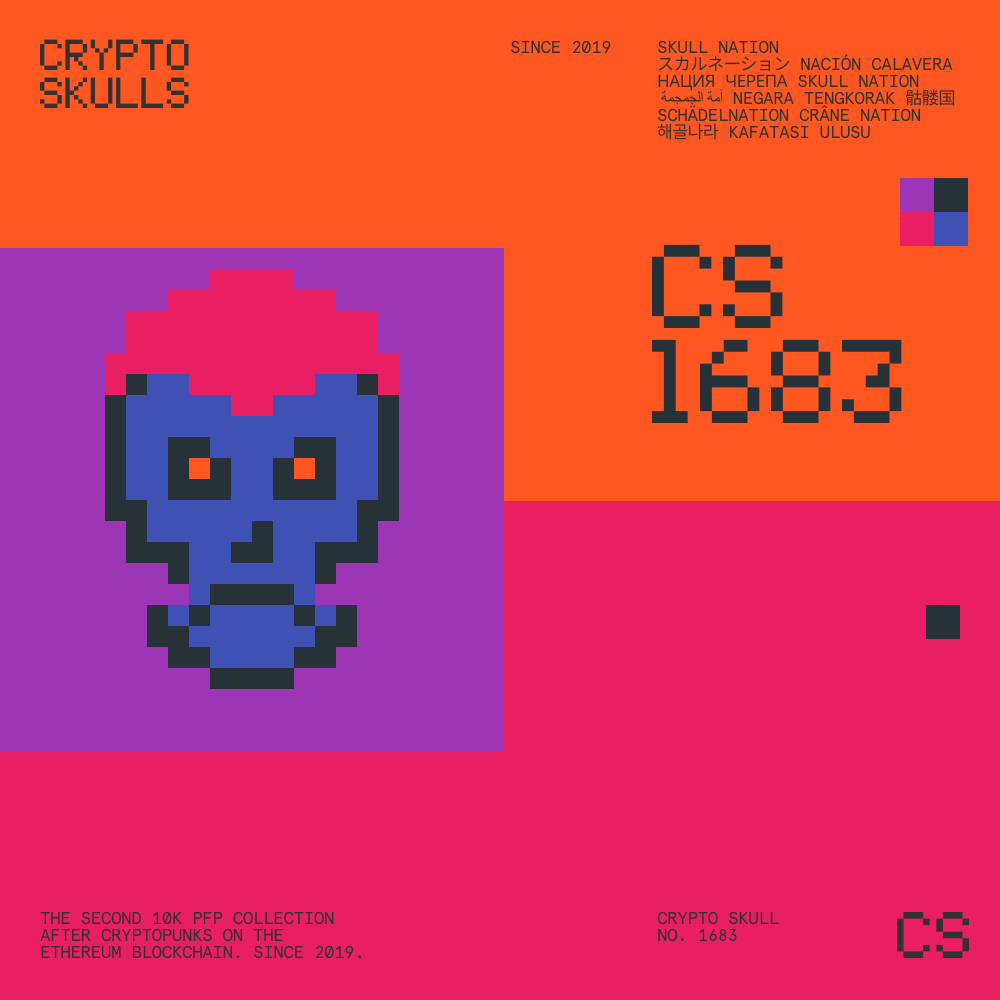 CRYPTO
SKULLS
SINCE 2019
SKULL NATION
スカルネーション NACIÓN CALAVERA
НАЦИЯ ЧЕРЕПА SKULL NATION
أمة الجمجمة NEGARA TENGKORAK 骷髅国
SCHÄDELNATION CRÂNE NATION
해골나라 KAFATASI ULUSU
CS
1683
THE SECOND 10K PFP COLLECTION
AFTER CRYPTOPUNKS ON THE
ETHEREUM BLOCKCHAIN. SINCE 2019.
CRYPTO SKULL
NO. 1683
CS